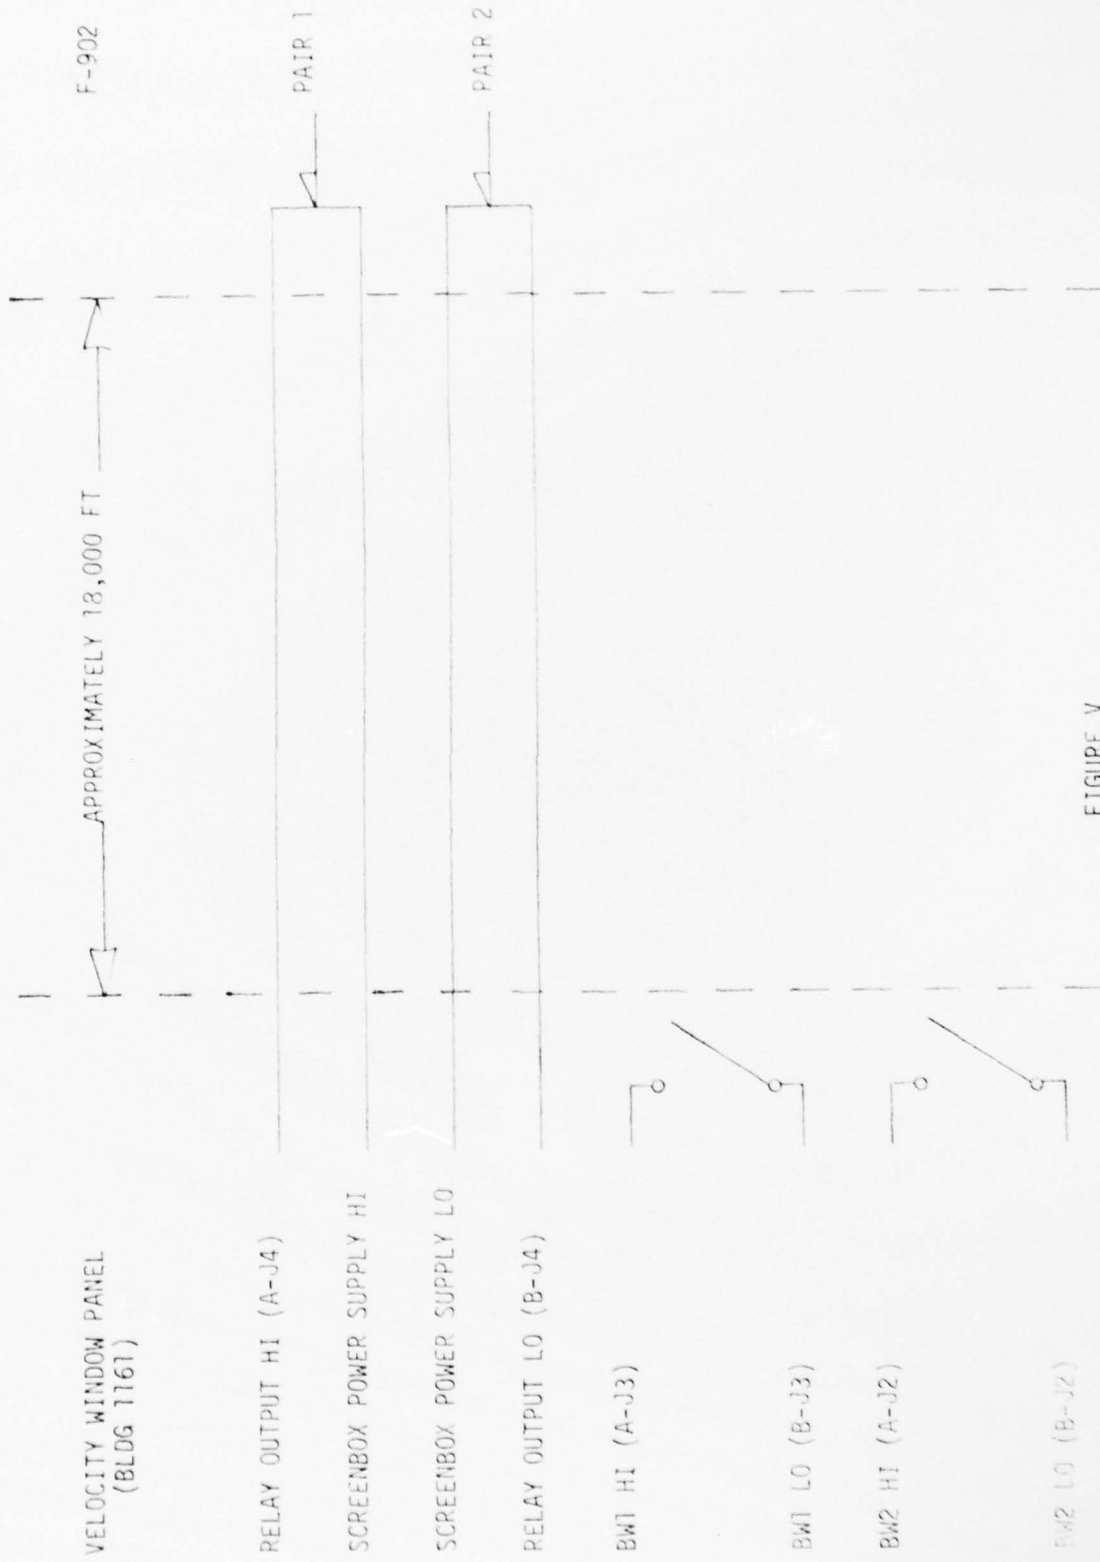 VELOCITY WINDOW PANEL
(BLDG 1161)
APPROXIMATELY 18,000 FT
F-902
RELAY OUTPUT HI (A-J4)
PAIR 1
SCREENBOX POWER SUPPLY HI
SCREENBOX POWER SUPPLY LO
PAIR 2
RELAY OUTPUT LO (B-J4)
BW1 HI (A-J3)
BW1 LO (B-J3)
BW2 HI (A-J2)
BW2 LO (B-J2)
FIGURE V